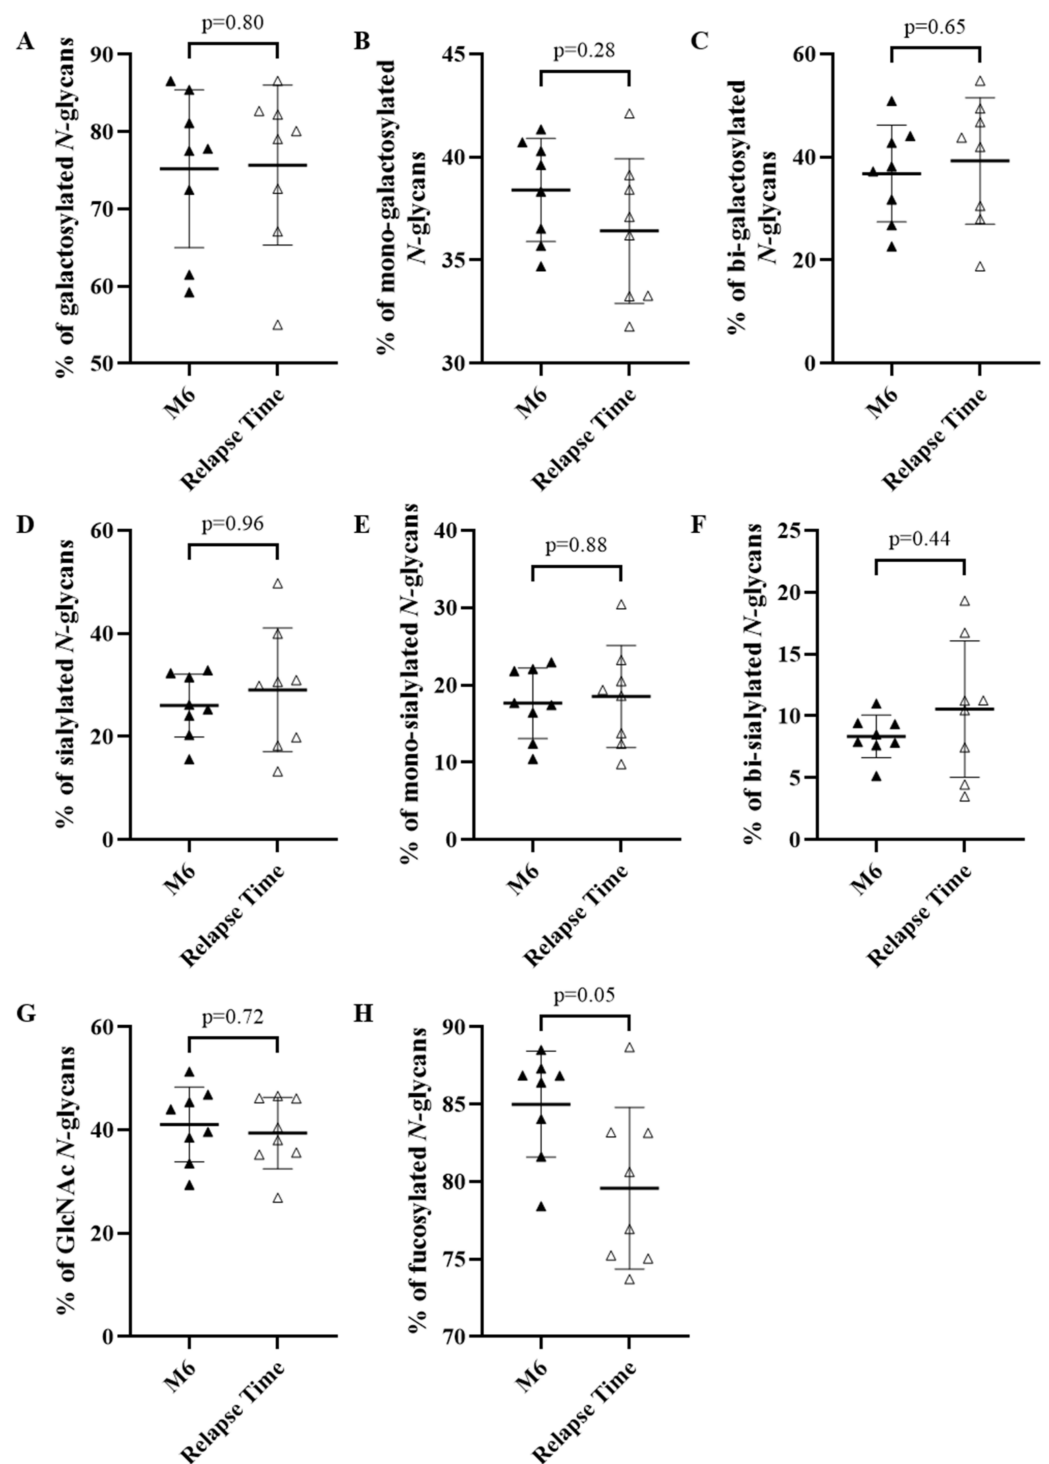 A
p=0.80
% of galactosylated N-glycans
90
80
70
60
50
M6
Relapse Time
B
p=0.28
% of mono-galactosylated
N-glycans
45
40
35
30
M6
Relapse Time
C
p=0.65
% of bi-galactosylated
N-glycans
60
40
20
0
M6
Relapse Time
D
p=0.96
% of sialylated N-glycans
60
40
20
0
M6
Relapse Time
E
p=0.88
% of mono-sialylated N-glycans
40
30
20
10
0
M6
Relapse Time
F
p=0.44
% of bi-sialylated N-glycans
25
20
15
10
5
0
M6
Relapse Time
G
p=0.72
% of GlcNAc N-glycans
60
40
20
0
M6
Relapse Time
H
p=0.05
% of fucosylated N-glycans
90
85
80
75
70
M6
Relapse Time